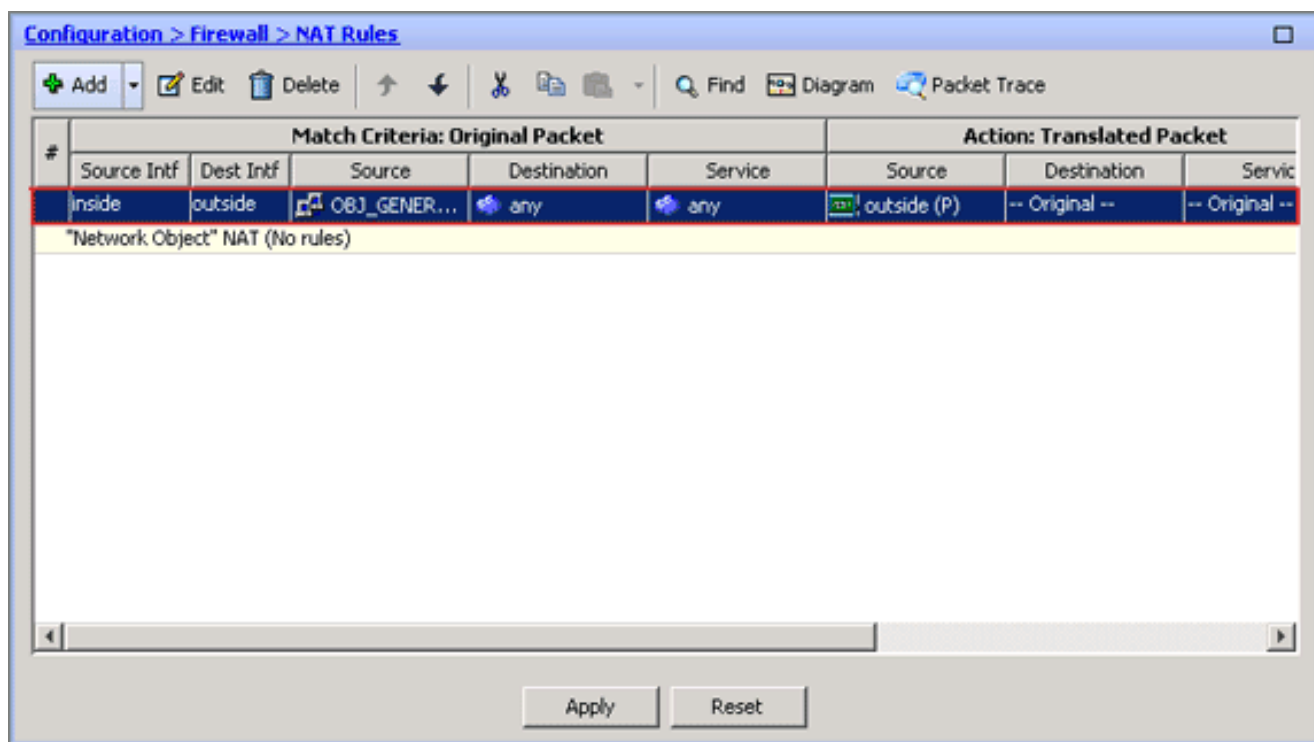 Configuration > Firewall > NAT Rules
Add Edit Delete Find Diagram Packet Trace
# Match Criteria: Original Packet Action: Translated Packet
Source Intf Dest Intf Source Destination Service Source Destination Servic
inside outside OBJ_GENER... any any outside (P) -- Original -- -- Original --
"Network Object" NAT (No rules)
Apply Reset